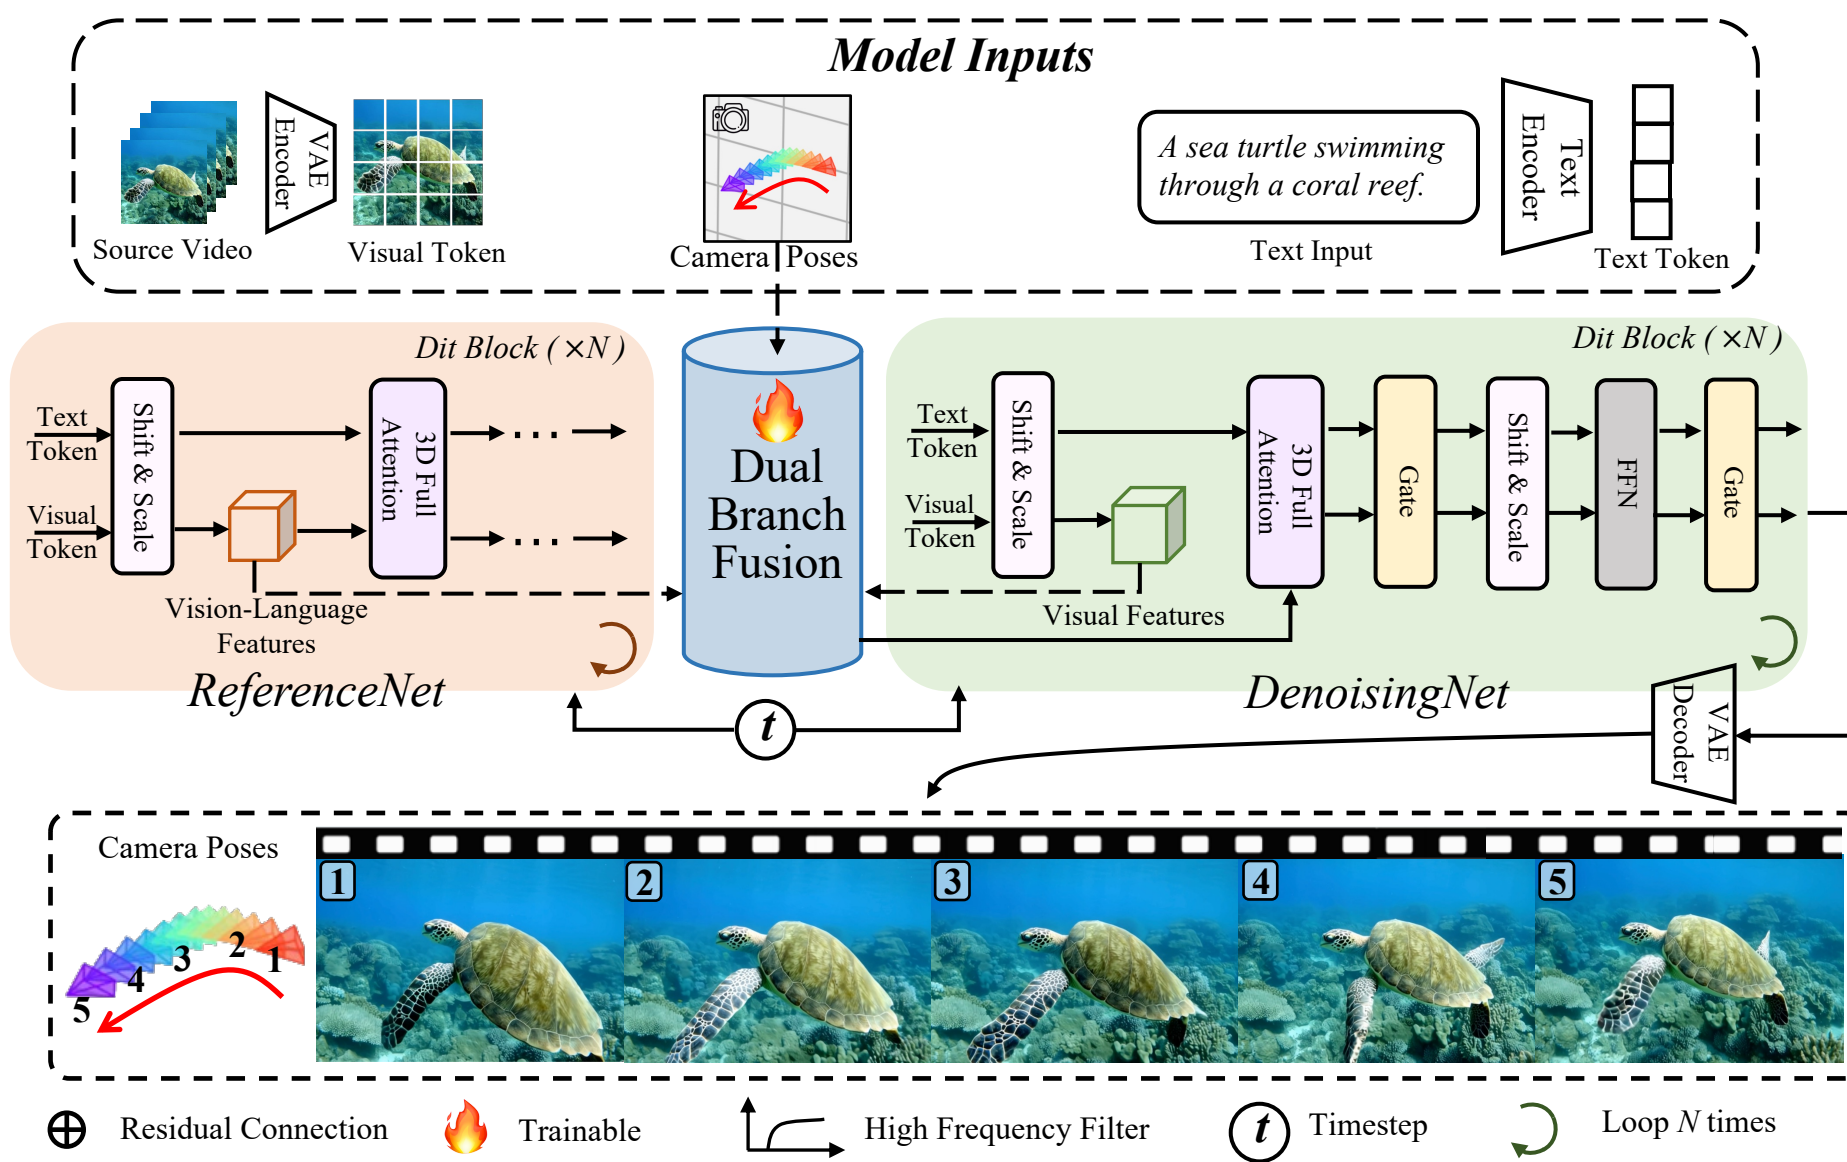 Model Inputs
VAE
Encoder
A sea turtle swimming
through a coral reef.
Text
Encoder
Source Video
Visual Token
Camera Poses
Text Input
Text Token
Dit Block ( ×N )
Text
Token
Visual
Token
Shift & Scale
3D Full
Attention
...
...
Vision-Language
Features
ReferenceNet
Dual
Branch
Fusion
Dit Block ( ×N )
Text
Token
Visual
Token
Shift & Scale
Visual Features
3D Full
Attention
Gate
Shift & Scale
FFN
Gate
DenoisingNet
t
VAE
Decoder
Camera Poses
1
2
3
4
5
1
2
3
4
5
Residual Connection
Trainable
High Frequency Filter
t
Timestep
Loop N times